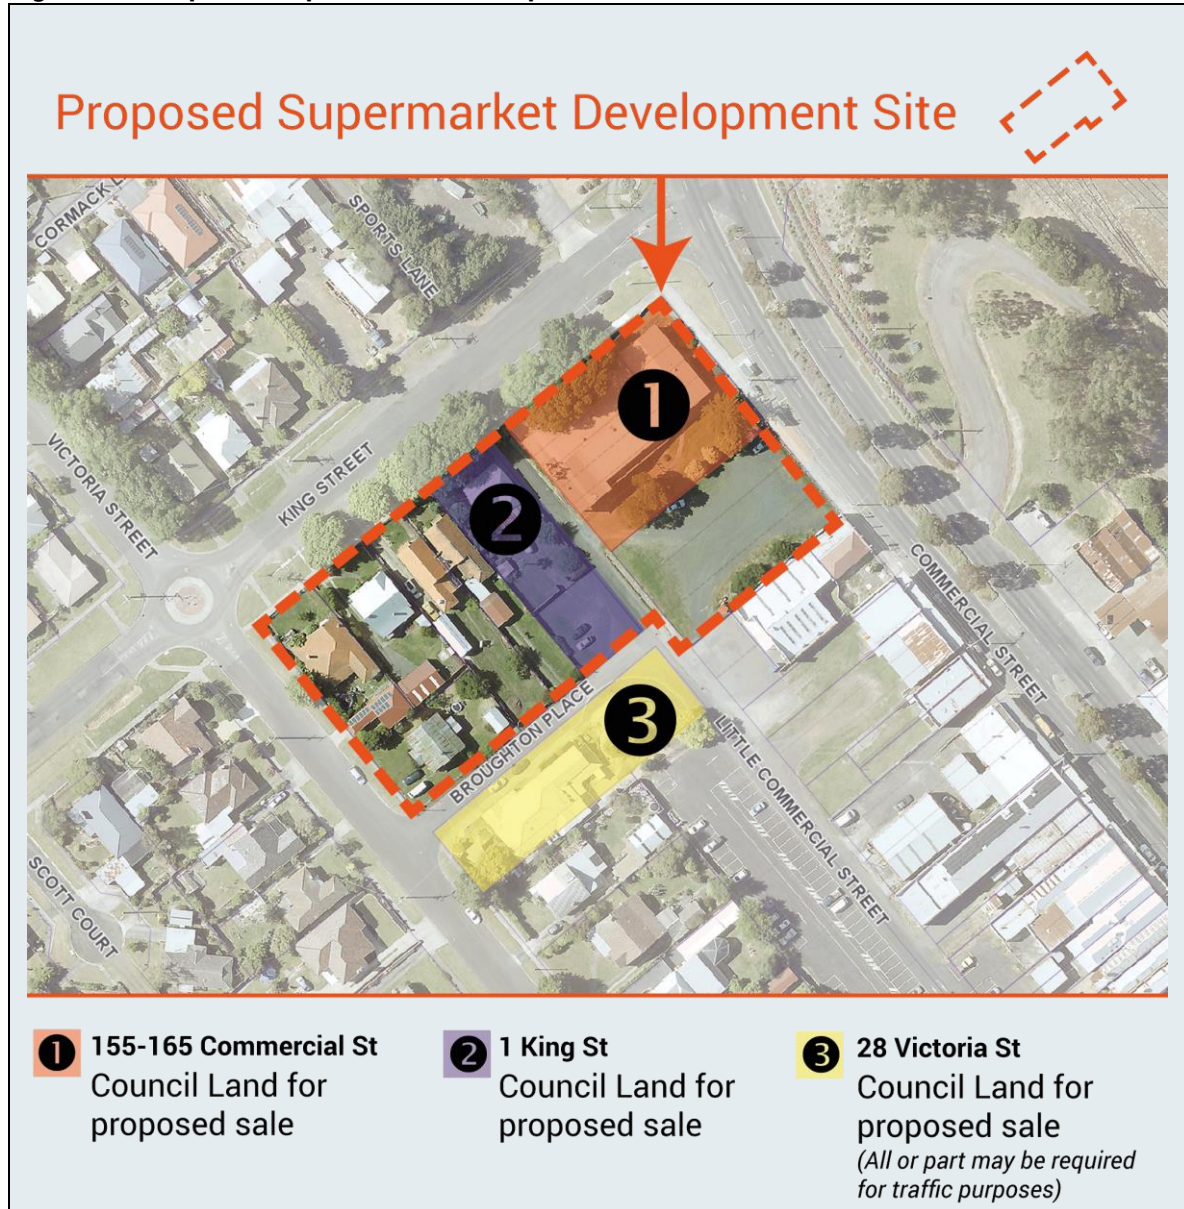 Proposed Supermarket Development Site
CORMACK L
SPORTS LANE
VICTORIA STREET
KING STREET
1
2
COMMERCIAL STREET
BROUGHTON PLACE
3
LITTLE COMMERCIAL STREET
SCOTT COURT
1 155-165 Commercial St
Council Land for
proposed sale
2 1 King St
Council Land for
proposed sale
3 28 Victoria St
Council Land for
proposed sale
(All or part may be required
for traffic purposes)